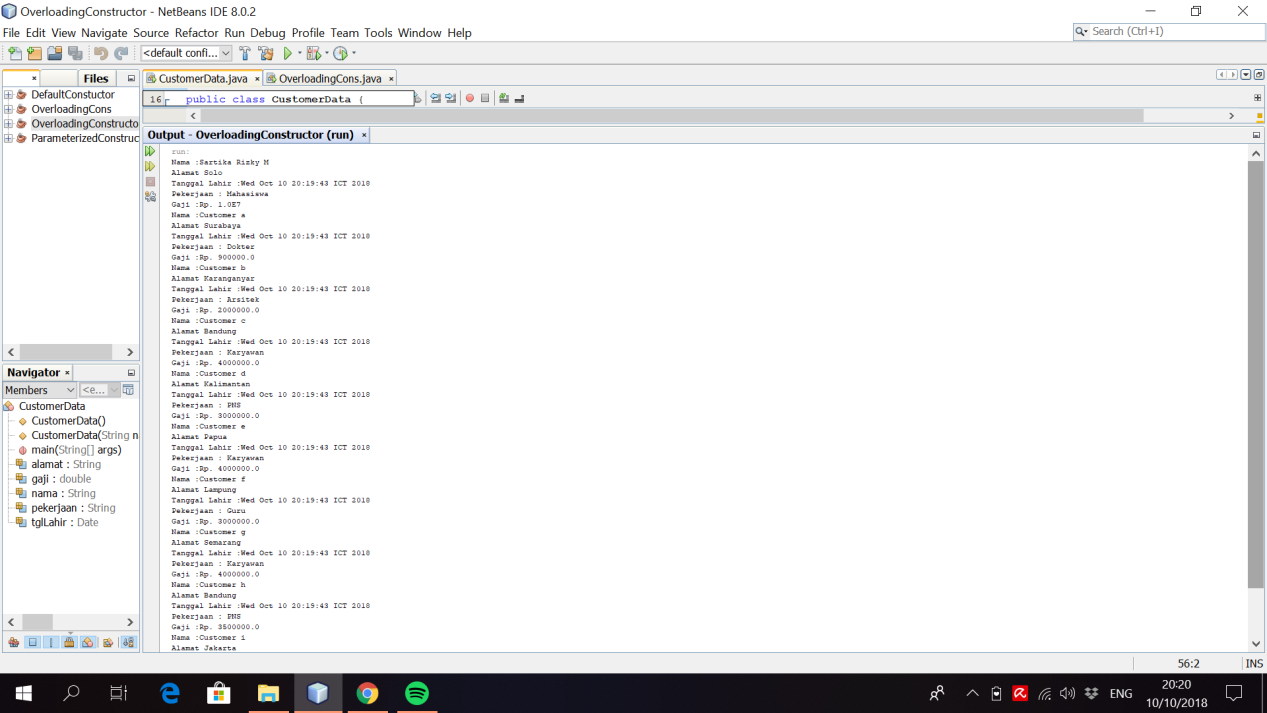 OverloadingConstructor - NetBeans IDE 8.0.2
File Edit View Navigate Source Refactor Run Debug Profile Team Tools Window Help
Search (Ctrl+I)
<default confi...
Files
CustomerData.java
OverloadingCons.java
DefaultConstuctor
OverloadingCons
OverloadingConstructo
ParameterizedConstruc
16 public class CustomerData {
Output - OverloadingConstructor (run)
run:
Nama :Sartika Rizky M
Alamat Solo
Tanggal Lahir :Wed Oct 10 20:19:43 ICT 2018
Pekerjaan : Mahasiswa
Gaji :Rp. 1.0E7
Nama :Customer a
Alamat Surabaya
Tanggal Lahir :Wed Oct 10 20:19:43 ICT 2018
Pekerjaan : Dokter
Gaji :Rp. 900000.0
Nama :Customer b
Alamat Karanganyar
Tanggal Lahir :Wed Oct 10 20:19:43 ICT 2018
Pekerjaan : Arsitek
Gaji :Rp. 2000000.0
Nama :Customer c
Alamat Bandung
Tanggal Lahir :Wed Oct 10 20:19:43 ICT 2018
Pekerjaan : Karyawan
Gaji :Rp. 4000000.0
Nama :Customer d
Alamat Kalimantan
Tanggal Lahir :Wed Oct 10 20:19:43 ICT 2018
Pekerjaan : PNS
Gaji :Rp. 3000000.0
Nama :Customer e
Alamat Papua
Tanggal Lahir :Wed Oct 10 20:19:43 ICT 2018
Pekerjaan : Karyawan
Gaji :Rp. 4000000.0
Nama :Customer f
Alamat Lampung
Tanggal Lahir :Wed Oct 10 20:19:43 ICT 2018
Pekerjaan : Guru
Gaji :Rp. 3000000.0
Nama :Customer g
Alamat Semarang
Tanggal Lahir :Wed Oct 10 20:19:43 ICT 2018
Pekerjaan : Karyawan
Gaji :Rp. 4000000.0
Nama :Customer h
Alamat Bandung
Tanggal Lahir :Wed Oct 10 20:19:43 ICT 2018
Pekerjaan : PNS
Gaji :Rp. 3500000.0
Nama :Customer i
Alamat Jakarta
Navigator
Members
<e...
CustomerData
CustomerData()
CustomerData(String n
main(String[] args)
alamat : String
gaji : double
nama : String
pekerjaan : String
tglLahir : Date
56:2
INS
ENG
20:20
10/10/2018